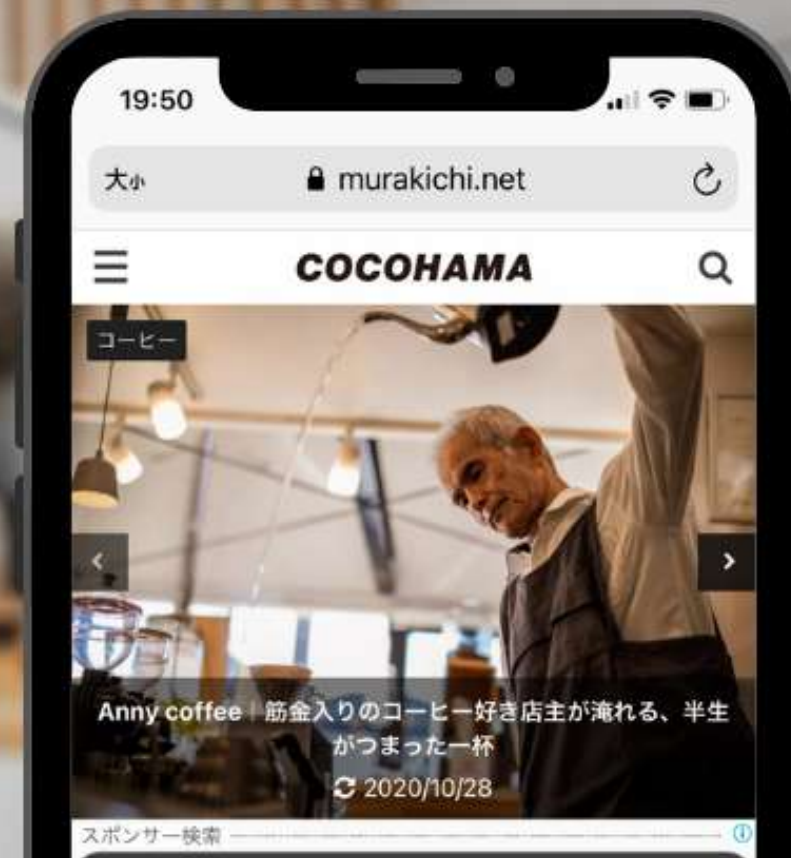 19:50
大小
murakichi.net
COCOHAMA
コーヒー
Anny coffee｜筋金入りのコーヒー好き店主が淹れる、半生
がつまった一杯
2020/10/28
スポンサー検索